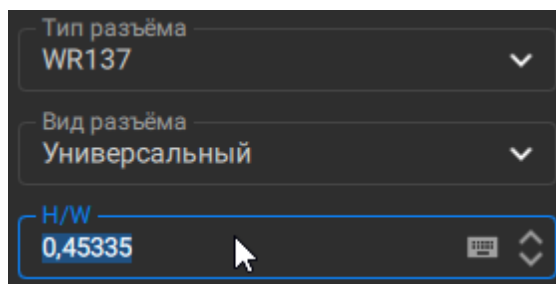 Тип разъёма
WR137
Вид разъёма
Универсальный
H/W
0,45335